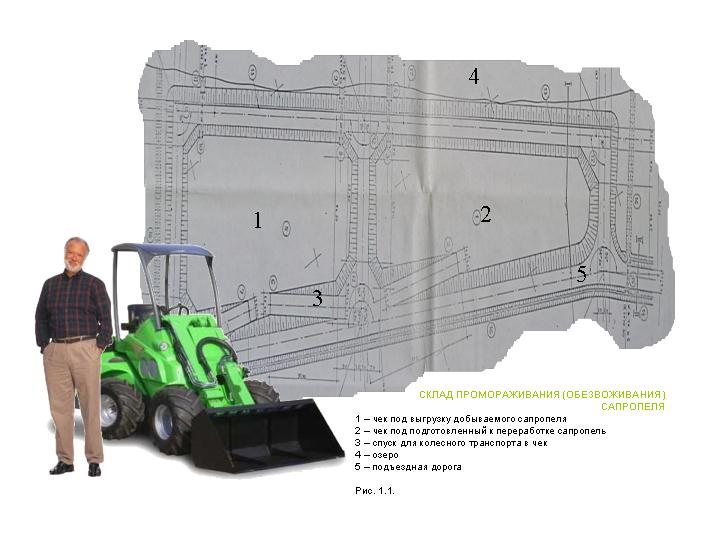 4
1
2
5
3
СКЛАД ПРОМОРАЖИВАНИЯ (ОБЕЗВОЖИВАНИЯ)
САПРОПЕЛЯ
1 – чек под выгрузку добываемого сапропеля
2 – чек под подготовленный к переработке сапропель
3 – спуск для колесного транспорта в чек
4 – озеро
5 – подъездная дорога
Рис. 1.1.